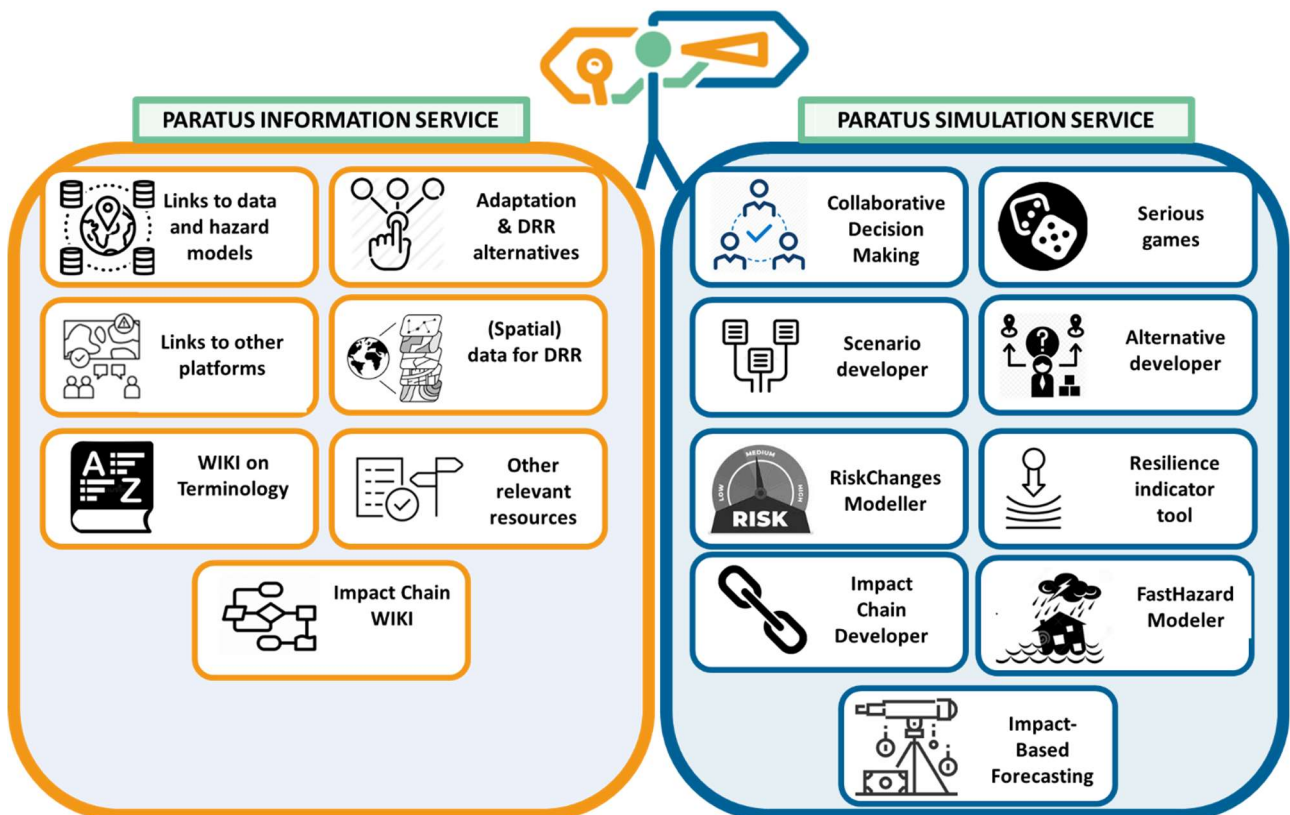 PARATUS INFORMATION SERVICE
PARATUS SIMULATION SERVICE
Links to data
and hazard
models
Adaptation
& DRR
alternatives
Links to other
platforms
(Spatial)
data for DRR
A
Z
WIKI on
Terminology
Other
relevant
resources
Impact Chain
WIKI
Collaborative
Decision
Making
Serious
games
Scenario
developer
?
Alternative
developer
LOW
MEDIUM
HIGH
RISK
RiskChanges
Modeller
Resilience
indicator
tool
Impact
Chain
Developer
FastHazard
Modeler
Impact-
Based
Forecasting